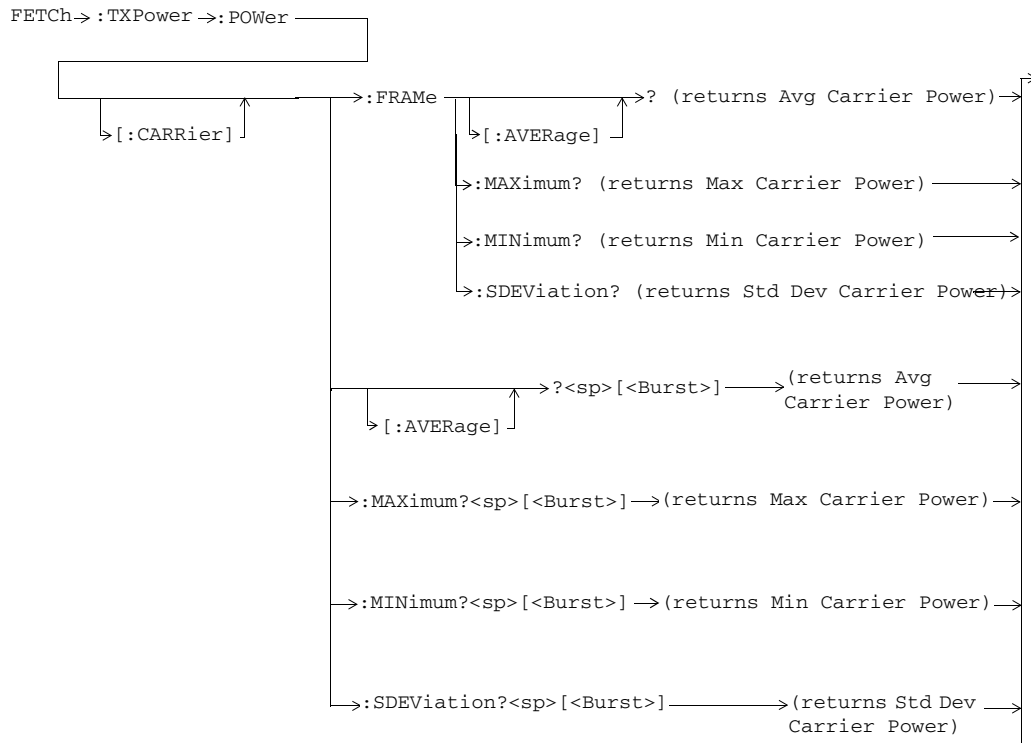 FETCh :TXPower :POWer
:FRAMe ? (returns Avg Carrier Power)
[:CARRier] [:AVERage]
:MAXimum? (returns Max Carrier Power)
:MINimum? (returns Min Carrier Power)
:SDEViation? (returns Std Dev Carrier Power)
?<sp>[<Burst>] (returns Avg
Carrier Power)
[:AVERage]
:MAXimum?<sp>[<Burst>] (returns Max Carrier Power)
:MINimum?<sp>[<Burst>] (returns Min Carrier Power)
:SDEViation?<sp>[<Burst>] (returns Std Dev
Carrier Power)